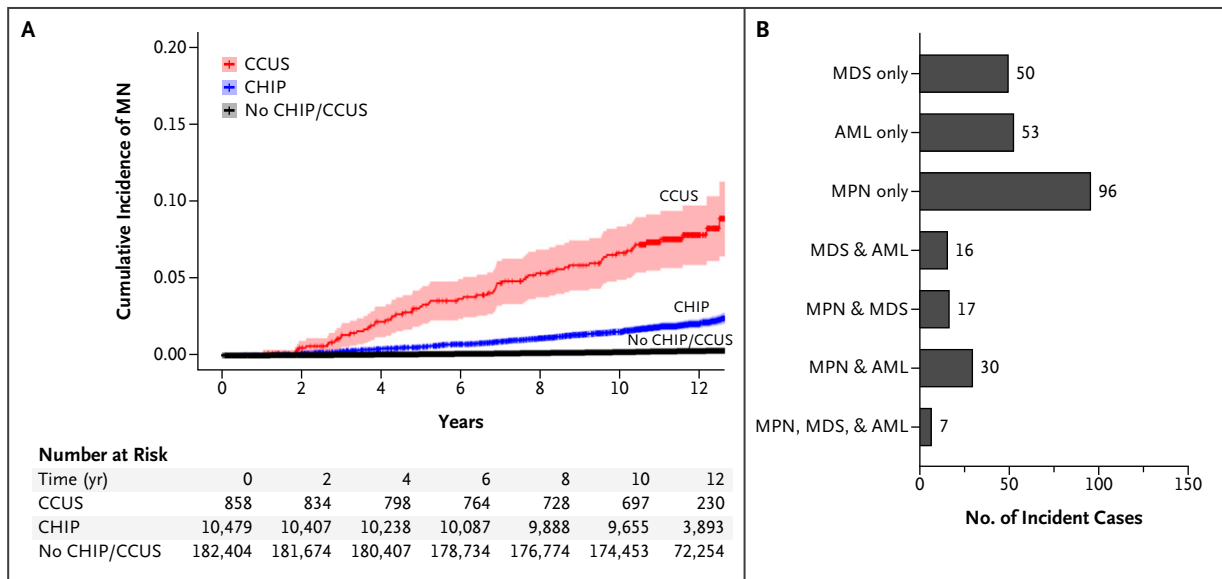 A
Cumulative Incidence of MN
0.20
0.15
0.10
0.05
0.00
CCUS
CHIP
No CHIP/CCUS
CCUS
CHIP
No CHIP/CCUS
0 2 4 6 8 10 12
Years
Number at Risk
Time (yr) 0 2 4 6 8 10 12
CCUS 858 834 798 764 728 697 230
CHIP 10,479 10,407 10,238 10,087 9,888 9,655 3,893
No CHIP/CCUS 182,404 181,674 180,407 178,734 176,774 174,453 72,254
B
MDS only 50
AML only 53
MPN only 96
MDS & AML 16
MPN & MDS 17
MPN & AML 30
MPN, MDS, & AML 7
0 50 100 150
No. of Incident Cases